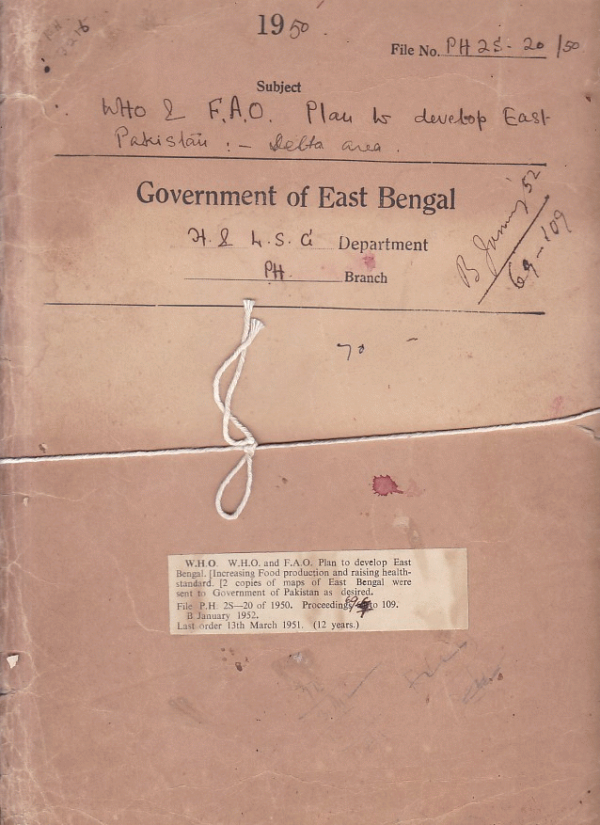 1950
File No. PH 2S - 20 /50
Subject
WHO & F.A.O. Plan to develop East
Pakistan : - Delta area.
Government of East Bengal
H. & L. S. G Department
PH Branch
B January 52
69-109
70
W.H.O. W.H.O. and F.A.O. Plan to develop East
Bengal. [Increasing Food production and raising health-
standard. [2 copies of maps of East Bengal were
sent to Government of Pakistan as desired.
File P.H. 2S—20 of 1950. Proceedings 69 to 109.
B January 1952.
Last order 13th March 1951. (12 years.)